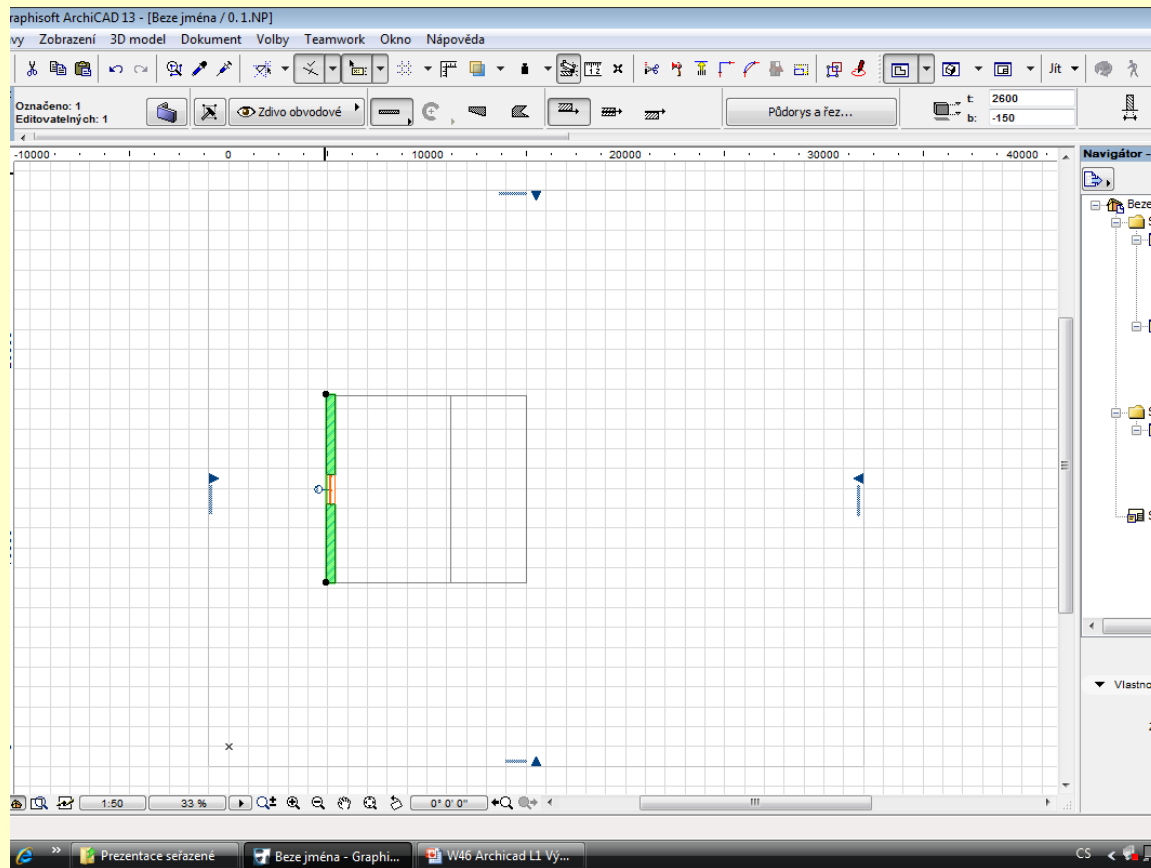 raphisoft ArchiCAD 13 - [Beze jména / 0. 1.NP]
vy Zobrazení 3D model Dokument Volby Teamwork Okno Nápověda
Jít
Označeno: 1
Editovatelných: 1
Zdivo obvodové
Půdorys a řez...
t: 2600
b: -150
-10000 0 10000 20000 30000 40000
Navigátor -
Beze
S
S
S
Vlastno
1:50 33 % 0° 0' 0"
Prezentace seřazené Beze jména - Graphi... W46 Archicad L1 Vý... CS